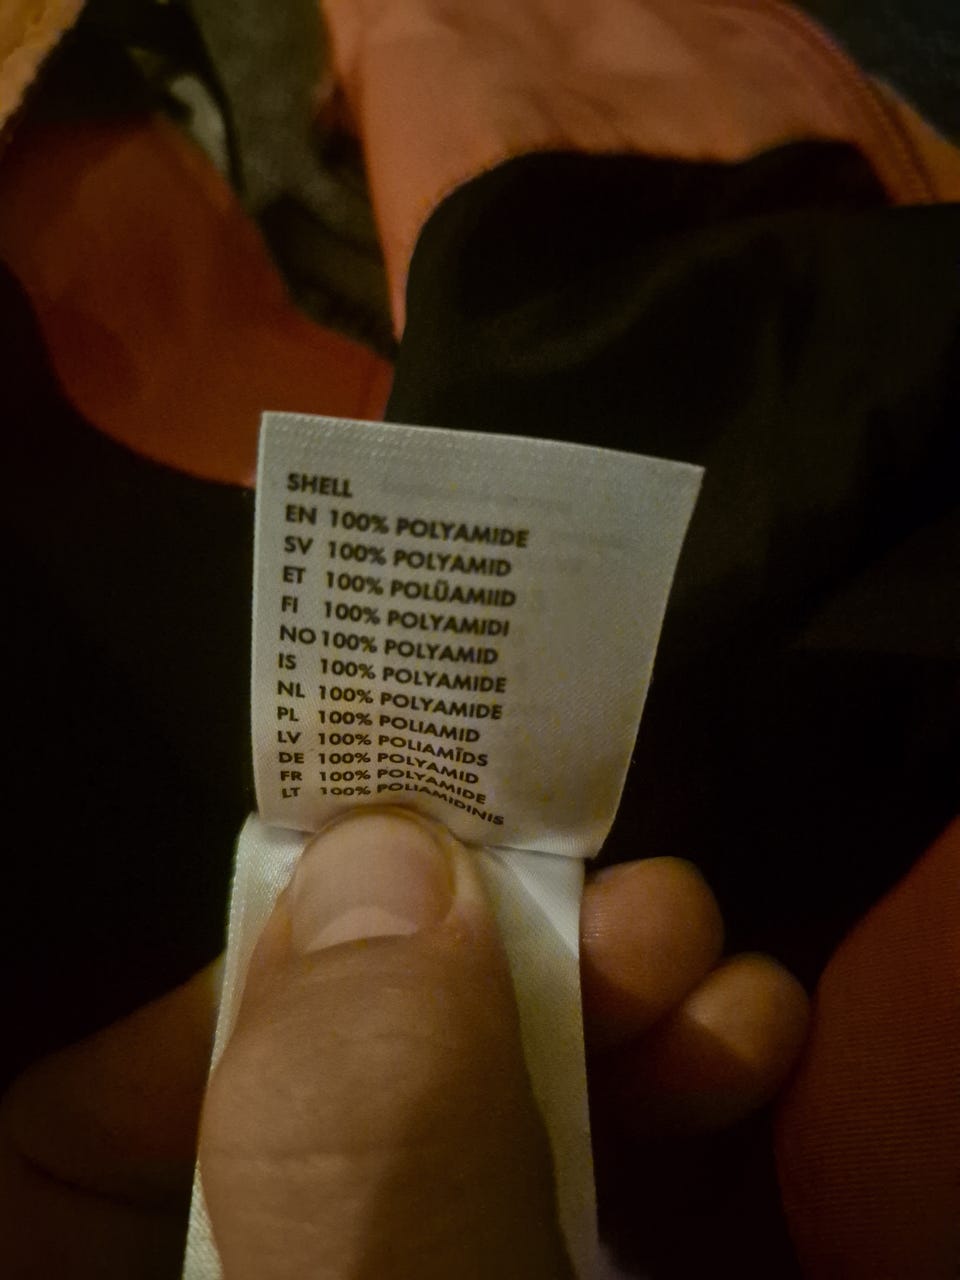 SHELL
EN 100% POLYAMIDE
SV 100% POLYAMID
ET 100% POLÜAMIID
FI 100% POLYAMIDI
NO 100% POLYAMID
IS 100% POLYAMIDE
NL 100% POLYAMIDE
PL 100% POLIAMID
LV 100% POLIAMĪDS
DE 100% POLYAMID
FR 100% POLYAMIDE
LT 100% POLIAMIDINIS